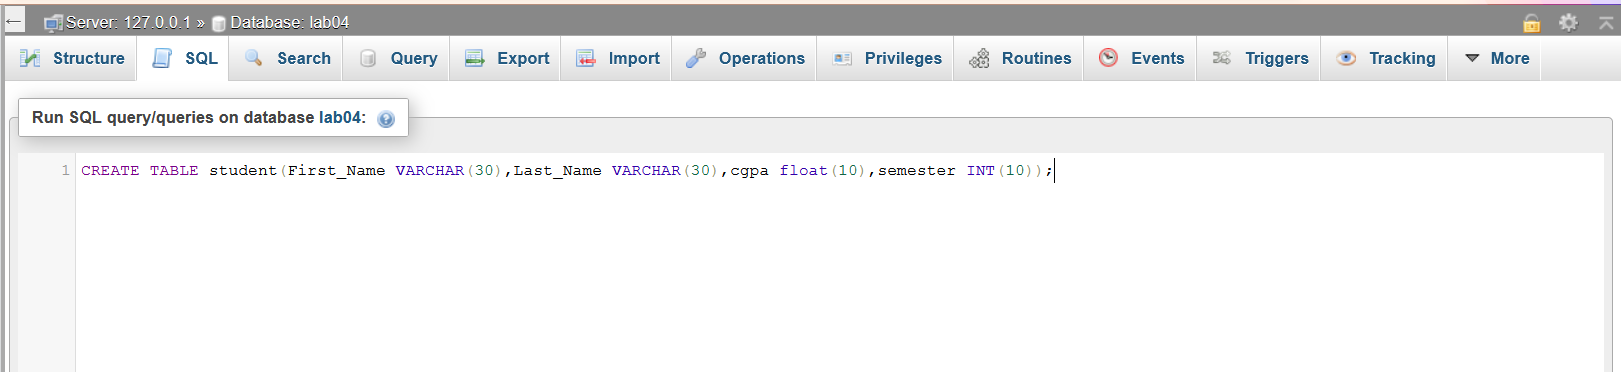 Server: 127.0.0.1 » Database: lab04
Structure SQL Search Query Export Import Operations Privileges Routines Events Triggers Tracking More
Run SQL query/queries on database lab04:
1 CREATE TABLE student(First_Name VARCHAR(30),Last_Name VARCHAR(30),cgpa float(10),semester INT(10));